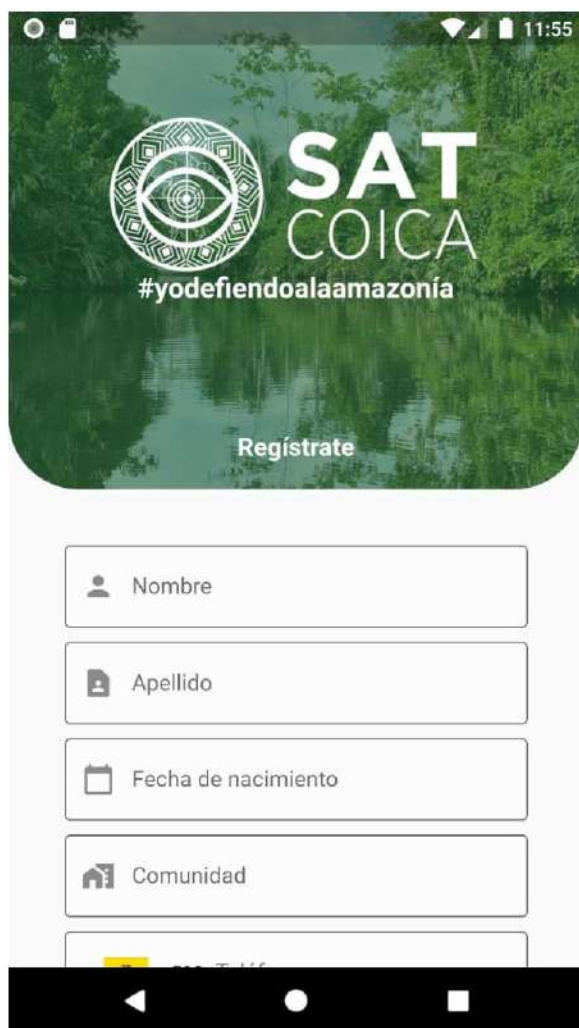 11:55
SAT
COICA
#yodefiendoalaamazonía
Regístrate
Nombre
Apellido
Fecha de nacimiento
Comunidad